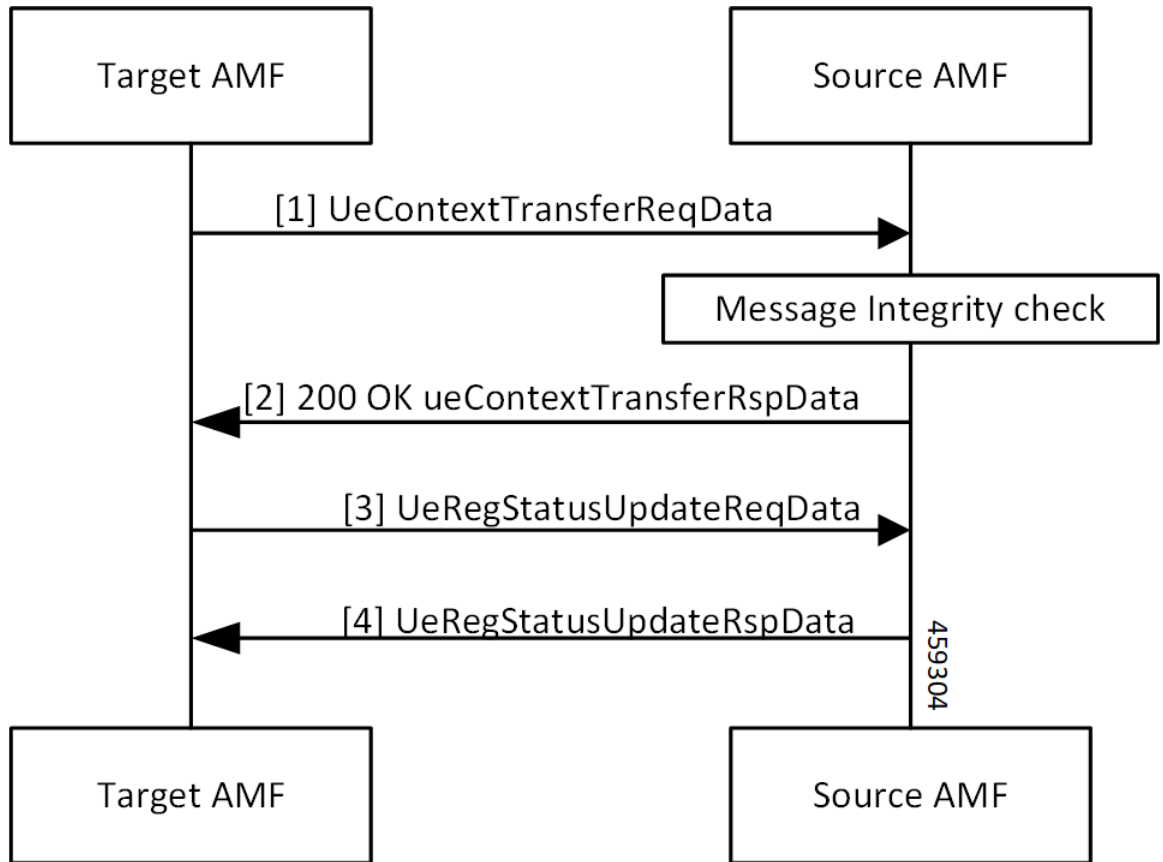 Target AMF
Source AMF
[1] UeContextTransferReqData
Message Integrity check
[2] 200 OK ueContextTransferRspData
[3] UeRegStatusUpdateReqData
[4] UeRegStatusUpdateRspData
459304
Target AMF
Source AMF